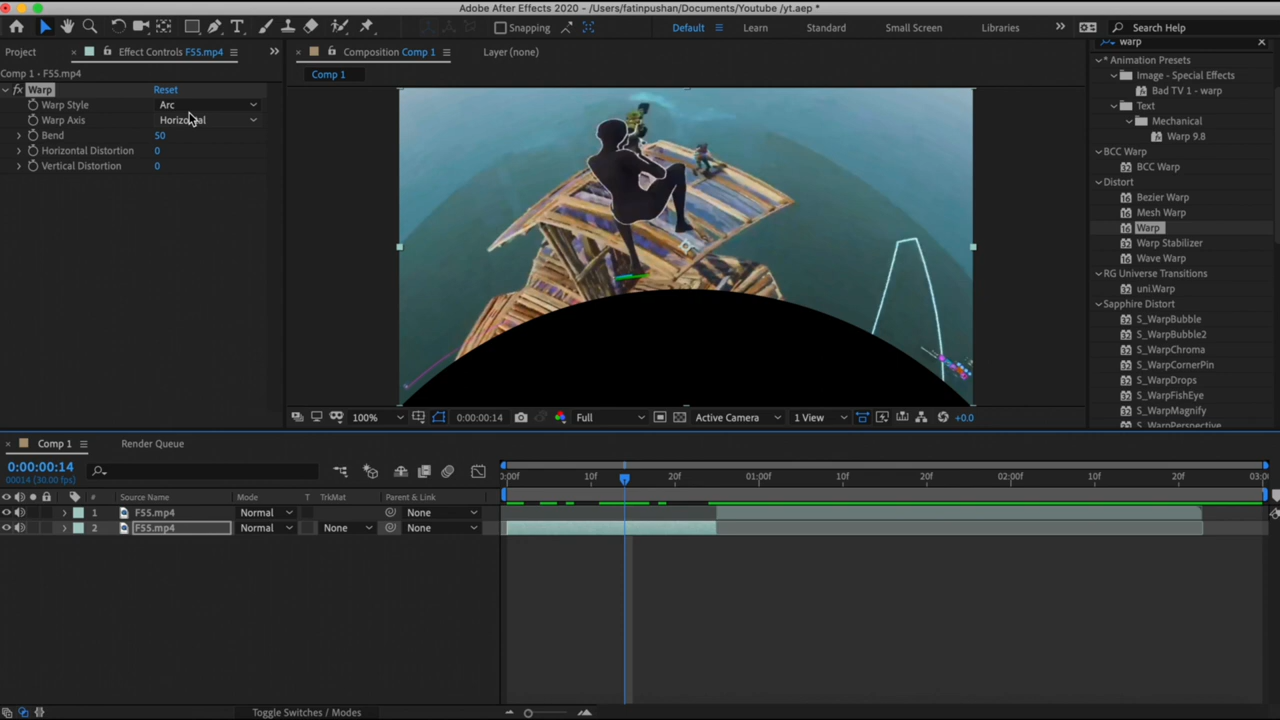 Adobe After Effects 2020 - /Users/fatinpushan/Documents/Youtube /yt.aep *
Snapping
Default
Learn
Standard
Small Screen
Libraries
Search Help
Project
Effect Controls F55.mp4
Composition Comp 1
Layer (none)
warp
Comp 1 • F55.mp4
Comp 1
fx Warp Reset
Warp Style Arc
Warp Axis Horizontal
Bend 50
Horizontal Distortion 0
Vertical Distortion 0
* Animation Presets
Image - Special Effects
Bad TV 1 - warp
Text
Mechanical
Warp 9.8
BCC Warp
BCC Warp
Distort
Bezier Warp
Mesh Warp
Warp
Warp Stabilizer
Wave Warp
RG Universe Transitions
uni.Warp
Sapphire Distort
S_WarpBubble
S_WarpBubble2
S_WarpChroma
S_WarpCornerPin
S_WarpDrops
S_WarpFishEye
S_WarpMagnify
S_WarpPerspective
100% 0:00:00:14 Full Active Camera 1 View +0.0
Comp 1
Render Queue
0:00:00:14
00014 (30.00 fps)
# Source Name Mode T TrkMat Parent & Link
1 F55.mp4 Normal None
2 F55.mp4 Normal None None
0:00f 10f 20f 01:00f 10f 20f 02:00f 10f 20f 03:0
Toggle Switches / Modes